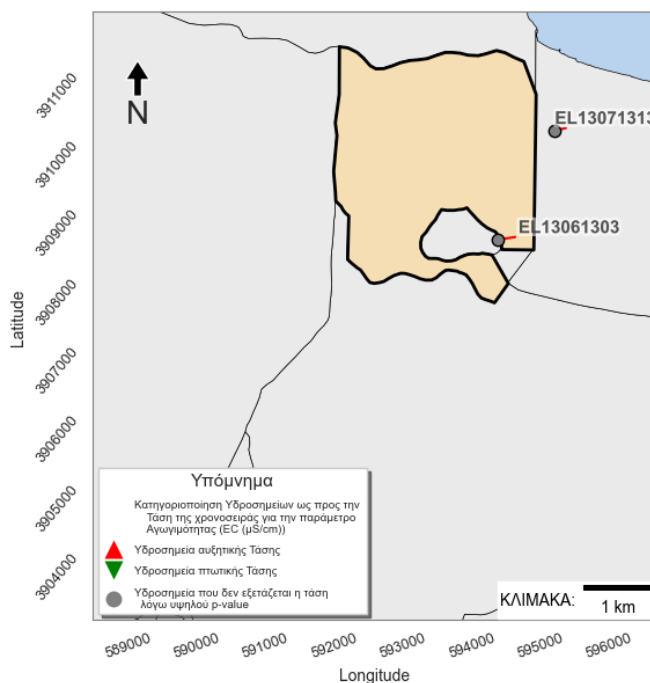 EL13071313
EL13061303
N
3911000
3910000
3909000
3908000
3907000
3906000
3905000
3904000
Latitude
Υπόμνημα
Κατηγοριοποίηση Υδροσημείων ως προς την
Τάση της χρονοσειράς για την παράμετρο
Αγωγιμότητας (EC (μS/cm))
Υδροσημεία αυξητικής Τάσης
Υδροσημεία πτωτικής Τάσης
Υδροσημεία που δεν εξετάζεται η τάση
λόγω υψηλού p-value
ΚΛΙΜΑΚΑ:
1 km
589000
590000
591000
592000
593000
594000
595000
596000
Longitude